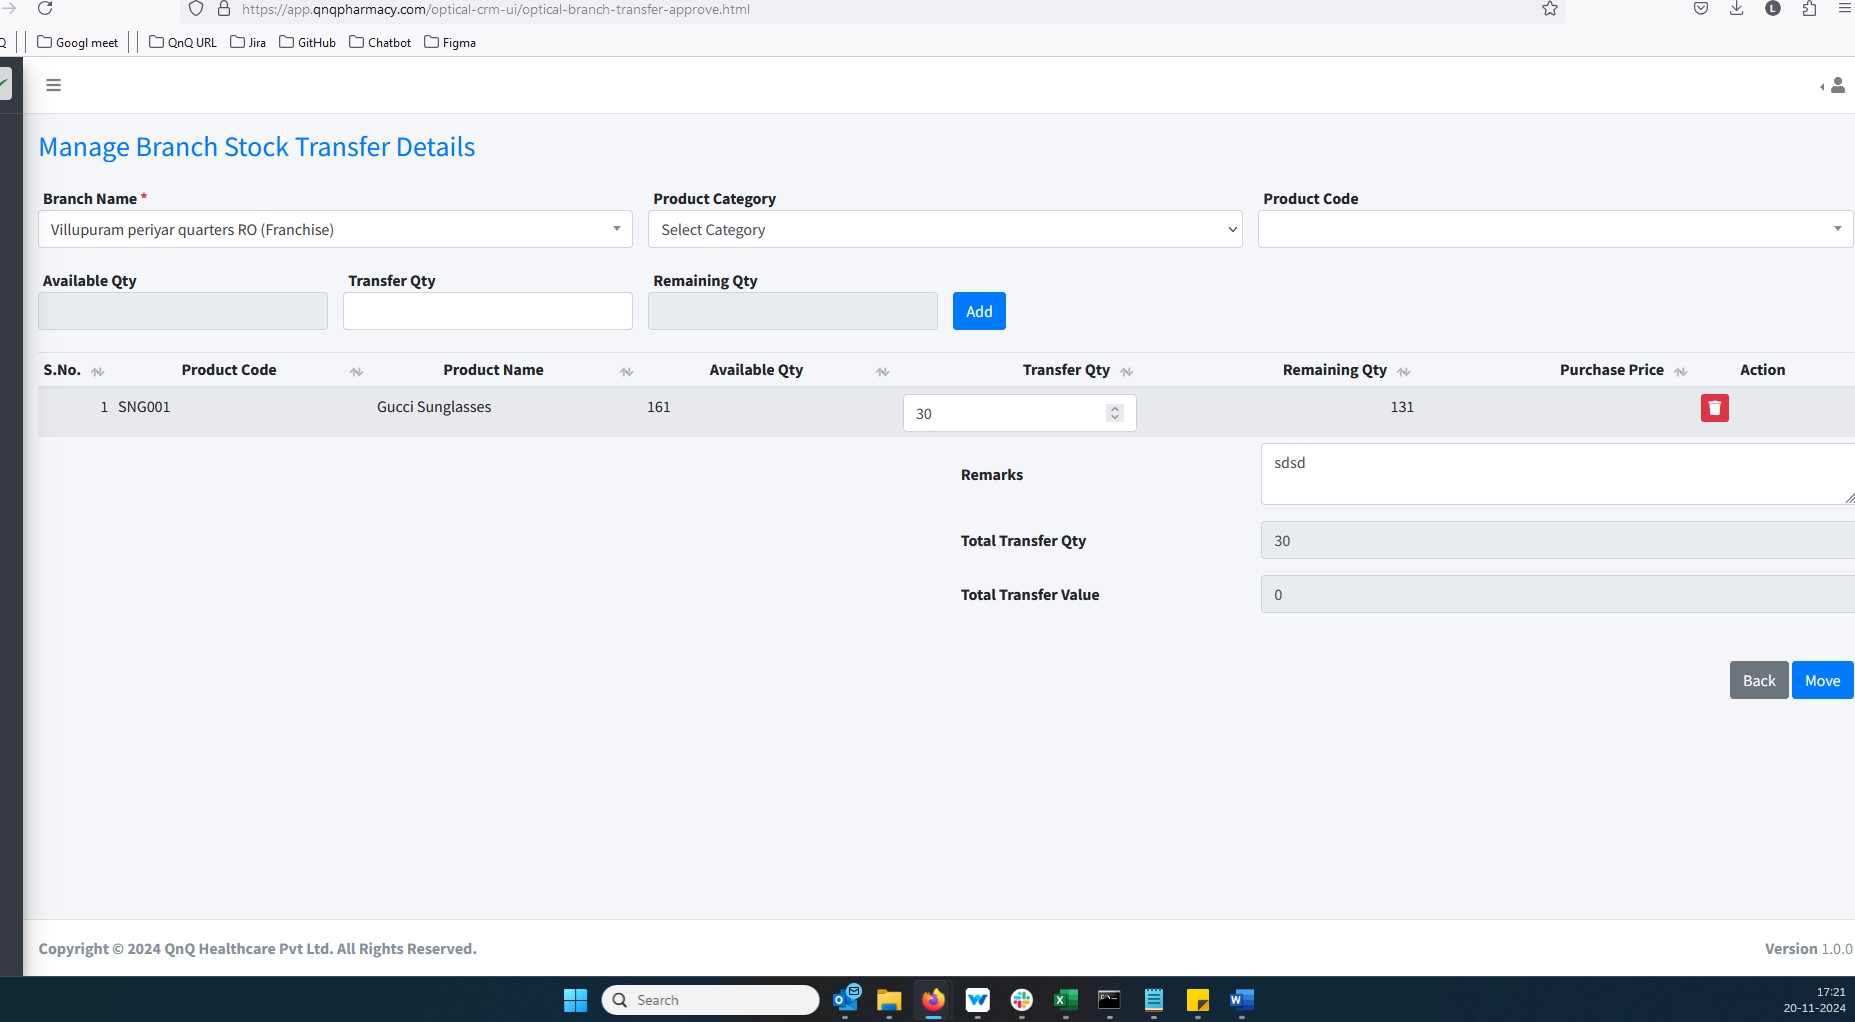 https://app.qnqpharmacy.com/optical-crm-ui/optical-branch-transfer-approve.html
L
Q Googl meet QnQ URL Jira GitHub Chatbot Figma
Manage Branch Stock Transfer Details
Branch Name * Product Category Product Code
Villupuram periyar quarters RO (Franchise) Select Category
Available Qty Transfer Qty Remaining Qty
Add
S.No. Product Code Product Name Available Qty Transfer Qty Remaining Qty Purchase Price Action
1 SNG001 Gucci Sunglasses 161 30 131
Remarks sdsd
Total Transfer Qty 30
Total Transfer Value 0
Back Move
Copyright © 2024 QnQ Healthcare Pvt Ltd. All Rights Reserved. Version 1.0.0
Search
17:21
20-11-2024